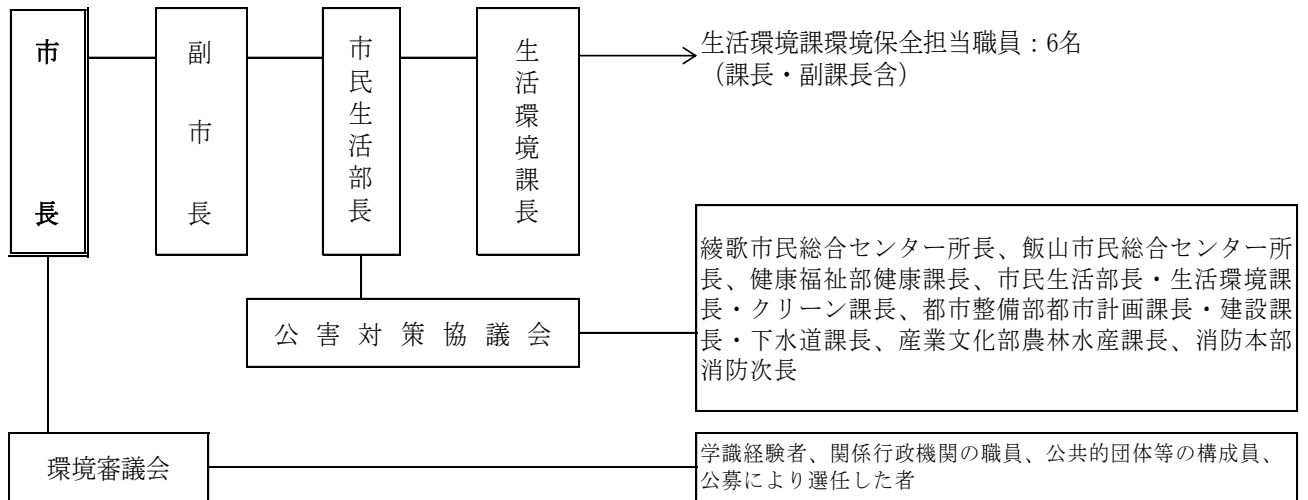 市長
副市長
市民生活部長
生活環境課長
生活環境課環境保全担当職員：6名
（課長・副課長含）
公害対策協議会
綾歌市民総合センター所長、飯山市民総合センター所
長、健康福祉部健康課長、市民生活部長・生活環境課
長・クリーン課長、都市整備部都市計画課長・建設課
長・下水道課長、産業文化部農林水産課長、消防本部
消防次長
環境審議会
学識経験者、関係行政機関の職員、公共的団体等の構成員、
公募により選任した者